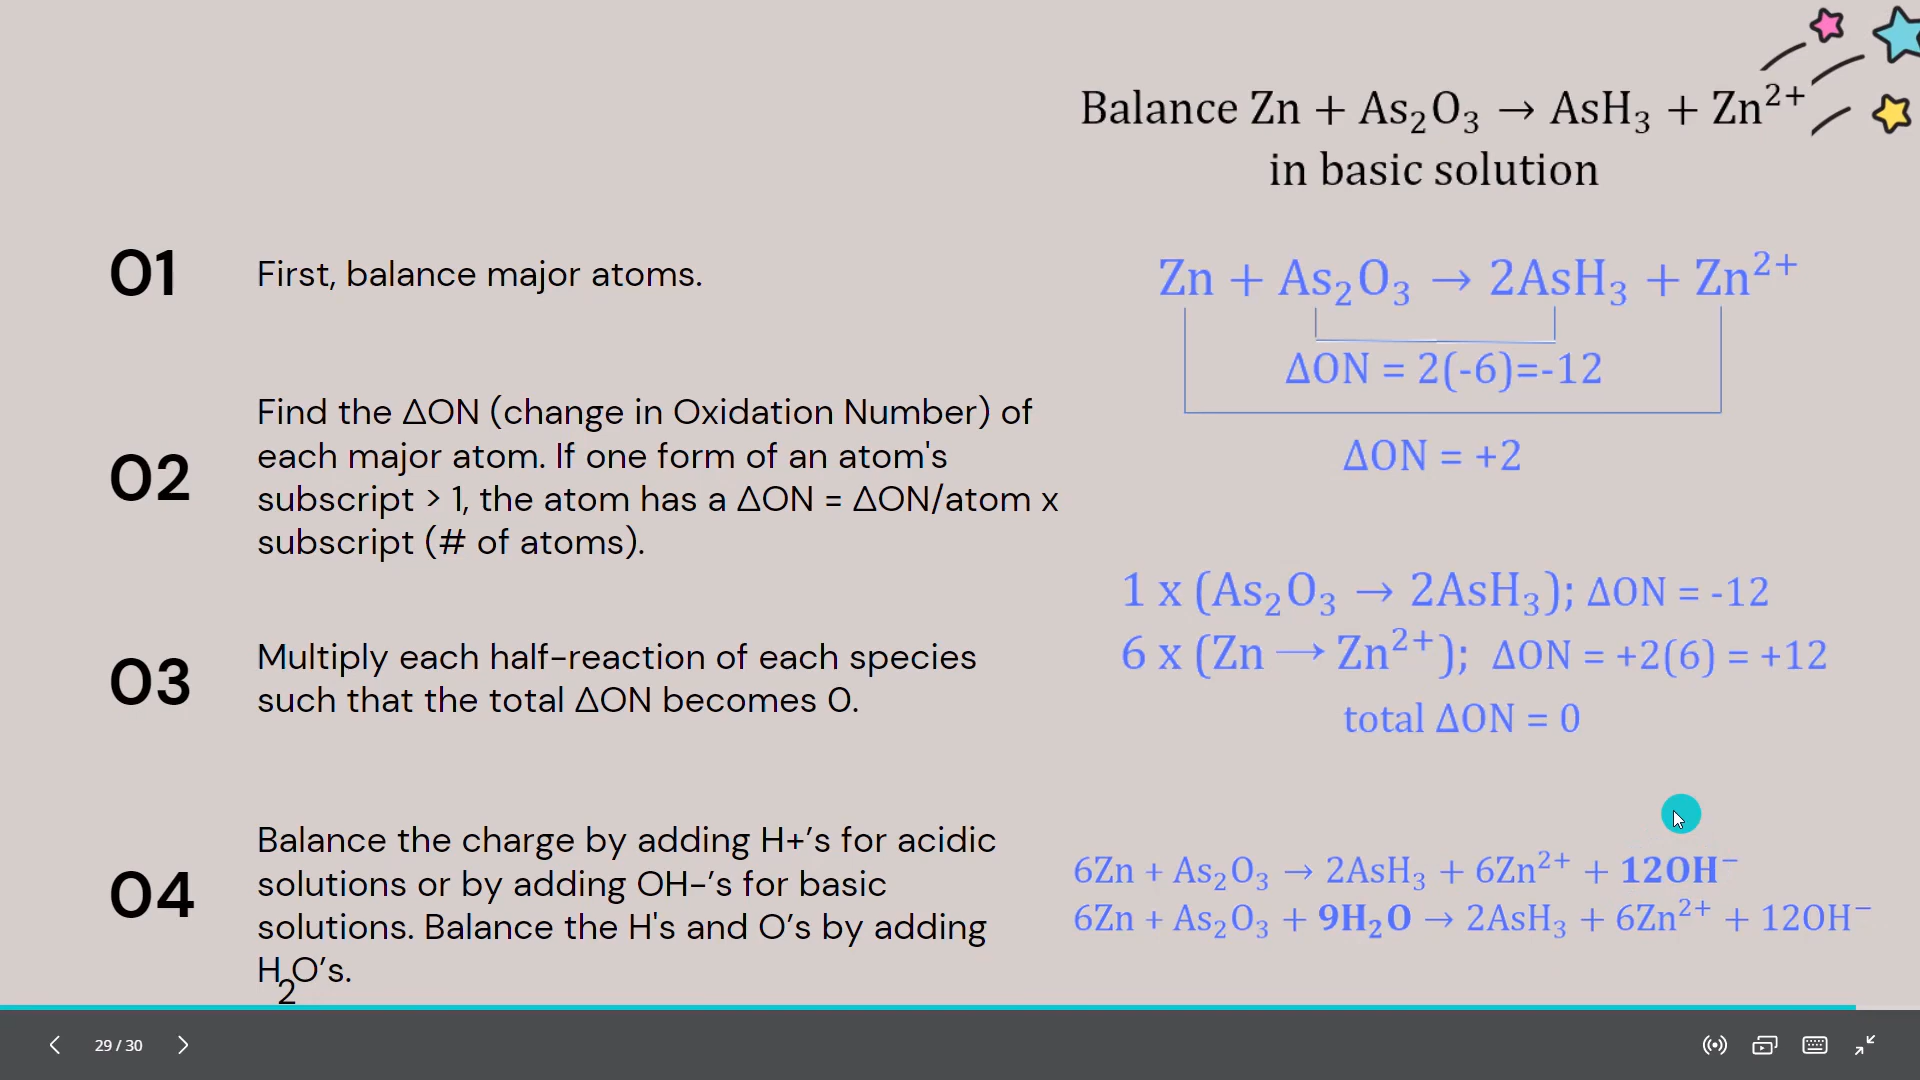 Balance Zn + As₂O₃ → AsH₃ + Zn²⁺
in basic solution
01
First, balance major atoms.
Zn + As₂O₃ → 2AsH₃ + Zn²⁺
ΔON = 2(-6)=-12
ΔON = +2
02
Find the ΔON (change in Oxidation Number) of
each major atom. If one form of an atom's
subscript > 1, the atom has a ΔON = ΔON/atom x
subscript (# of atoms).
03
Multiply each half-reaction of each species
such that the total ΔON becomes 0.
1 x (As₂O₃ → 2AsH₃); ΔON = -12
6 x (Zn ⟶ Zn²⁺); ΔON = +2(6) = +12
total ΔON = 0
04
Balance the charge by adding H+’s for acidic
solutions or by adding OH-’s for basic
solutions. Balance the H's and O’s by adding
H₂O’s.
6Zn + As₂O₃ → 2AsH₃ + 6Zn²⁺ + 12OH⁻
6Zn + As₂O₃ + 9H₂O → 2AsH₃ + 6Zn²⁺ + 12OH⁻
29 / 30